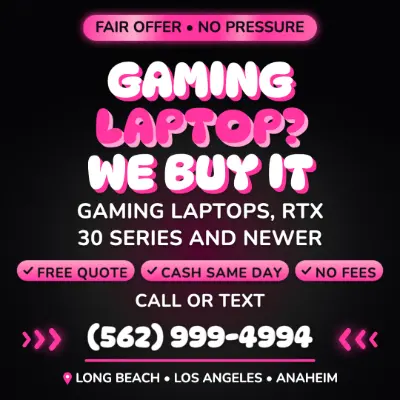 FAIR OFFER • NO PRESSURE
GAMING
LAPTOP?
WE BUY IT
GAMING LAPTOPS, RTX
30 SERIES AND NEWER
✓ FREE QUOTE ✓ CASH SAME DAY ✓ NO FEES
CALL OR TEXT
(562) 999-4994
LONG BEACH • LOS ANGELES • ANAHEIM